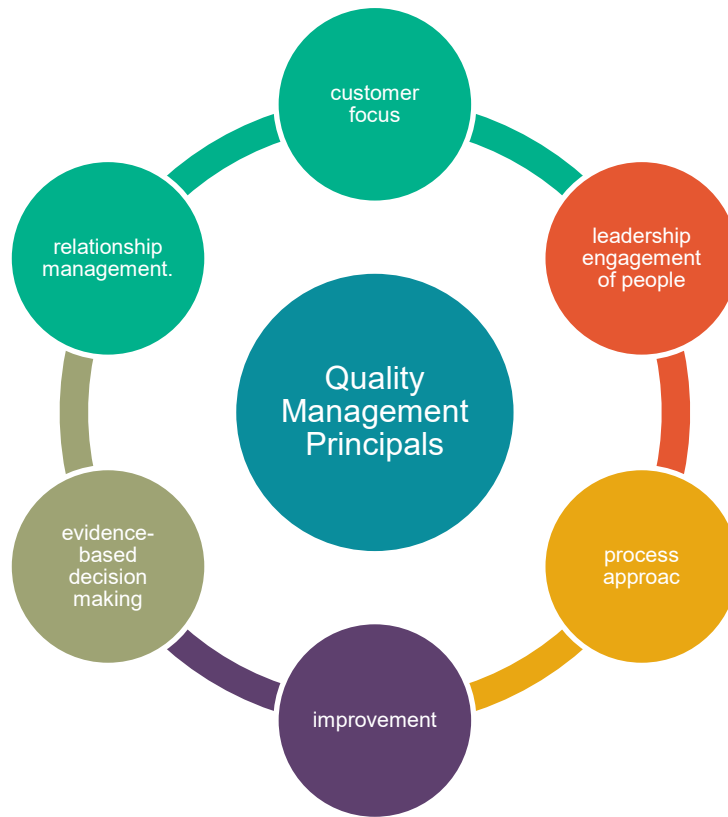 customer
focus
leadership
engagement
of people
process
approac
improvement
evidence-
based
decision
making
relationship
management.
Quality
Management
Principals